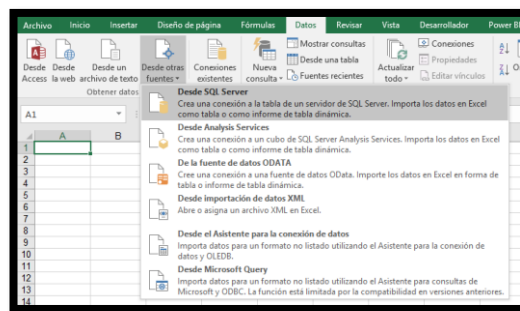 Archivo Inicio Insertar Diseño de página Fórmulas Datos Revisar Vista Desarrollador Power BI
Desde Access
Desde la web
Desde un archivo de texto
Desde otras fuentes
Conexiones existentes
Nueva consulta
Mostrar consultas
Desde una tabla
Fuentes recientes
Actualizar todo
Conexiones
Propiedades
Editar vínculos
Obtener datos
Desde SQL Server
Crea una conexión a la tabla de un servidor de SQL Server. Importa los datos en Excel
como tabla o como informe de tabla dinámica.
Desde Analysis Services
Crea una conexión a un cubo de SQL Server Analysis Services. Importa los datos en Excel
como tabla o como informe de tabla dinámica.
De la fuente de datos ODATA
Cree una conexión a una fuente de datos OData. Importe los datos en Excel en forma de
tabla o informe de tabla dinámica.
Desde importación de datos XML
Abre o asigna un archivo XML en Excel.
Desde el Asistente para la conexión de datos
Importa datos para un formato no listado utilizando el Asistente para la conexión de
datos y OLEDB.
Desde Microsoft Query
Importa datos para un formato no listado utilizando el Asistente para consultas de
Microsoft y ODBC. La función está limitada por la compatibilidad en versiones anteriores.
A1
A B
1
2
3
4
5
6
7
8
9
10
11
12
13
14